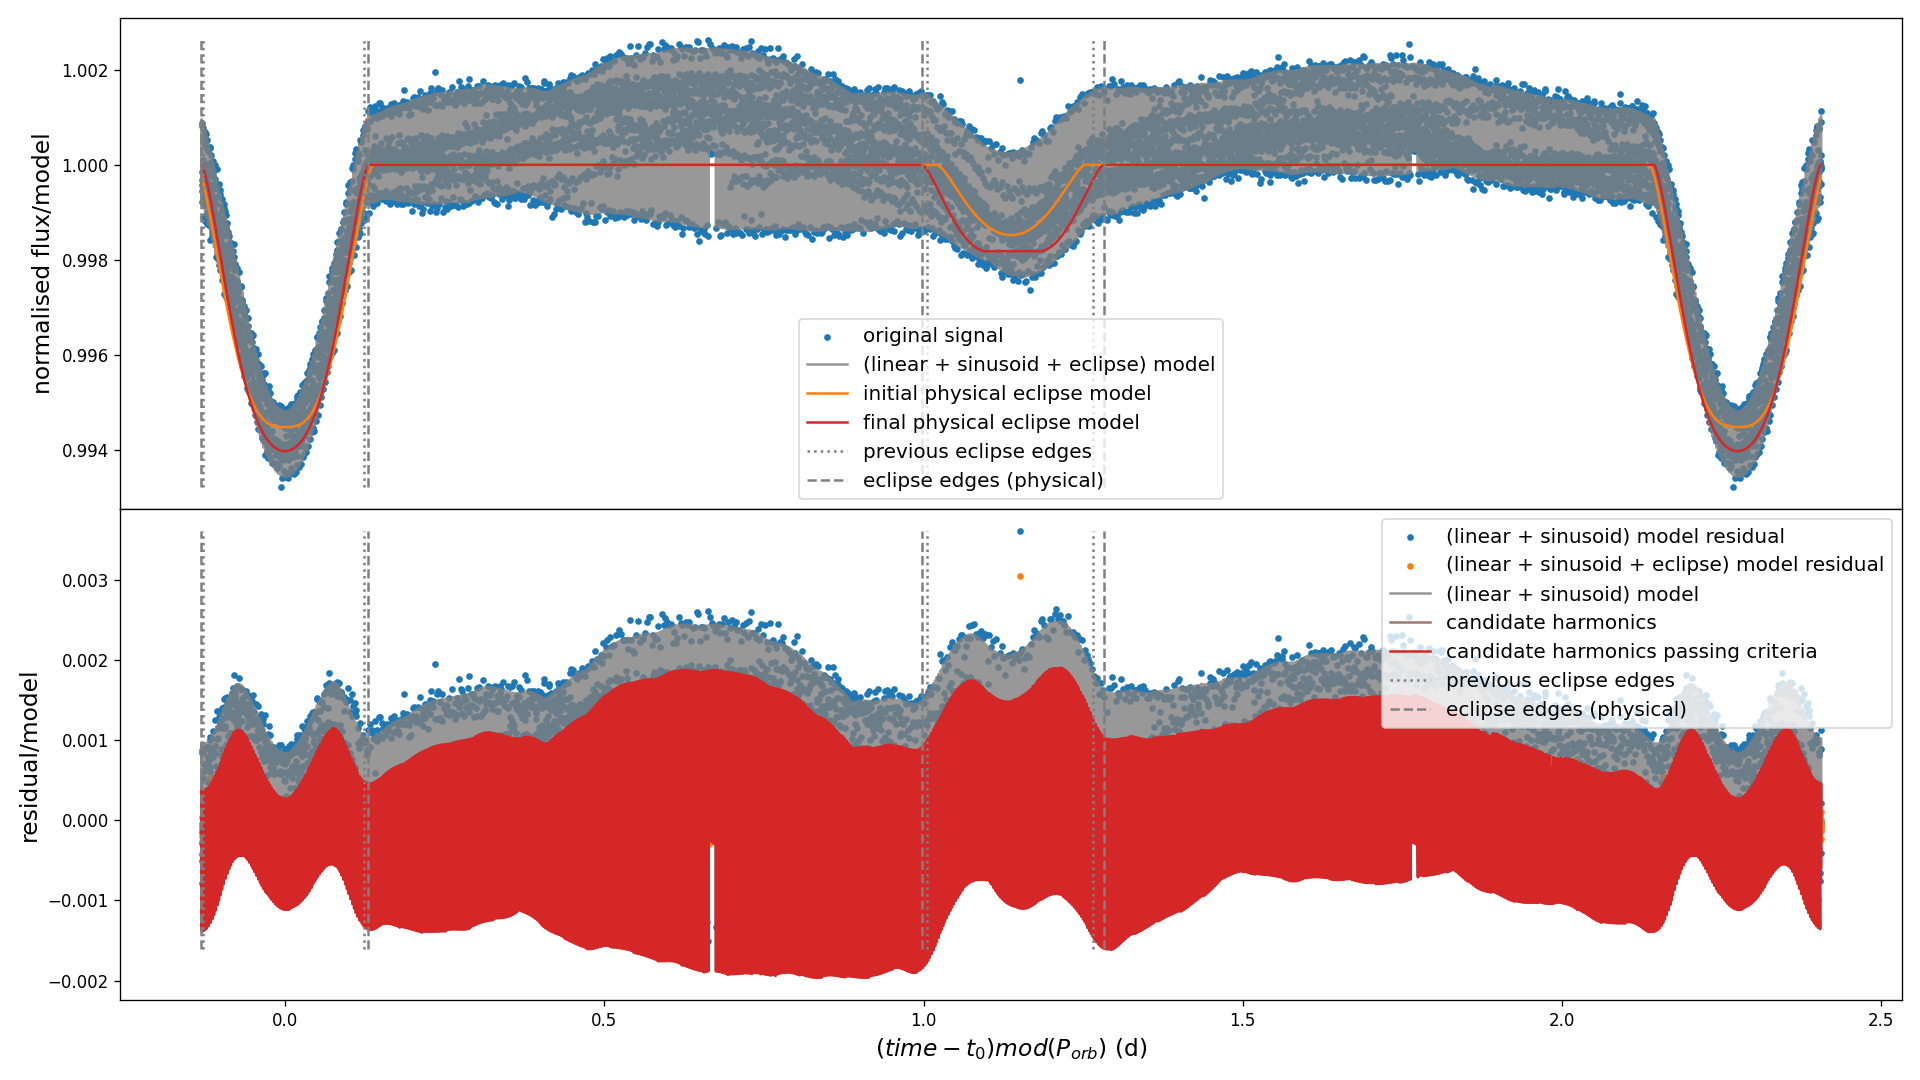 normalised flux/model
1.002
1.000
0.998
0.996
0.994
original signal
(linear + sinusoid + eclipse) model
initial physical eclipse model
final physical eclipse model
previous eclipse edges
eclipse edges (physical)
residual/model
0.003
0.002
0.001
0.000
−0.001
−0.002
(linear + sinusoid) model residual
(linear + sinusoid + eclipse) model residual
(linear + sinusoid) model
candidate harmonics
candidate harmonics passing criteria
previous eclipse edges
eclipse edges (physical)
0.0 0.5 1.0 1.5 2.0 2.5
(time − t₀)mod(Pₒᵣb) (d)